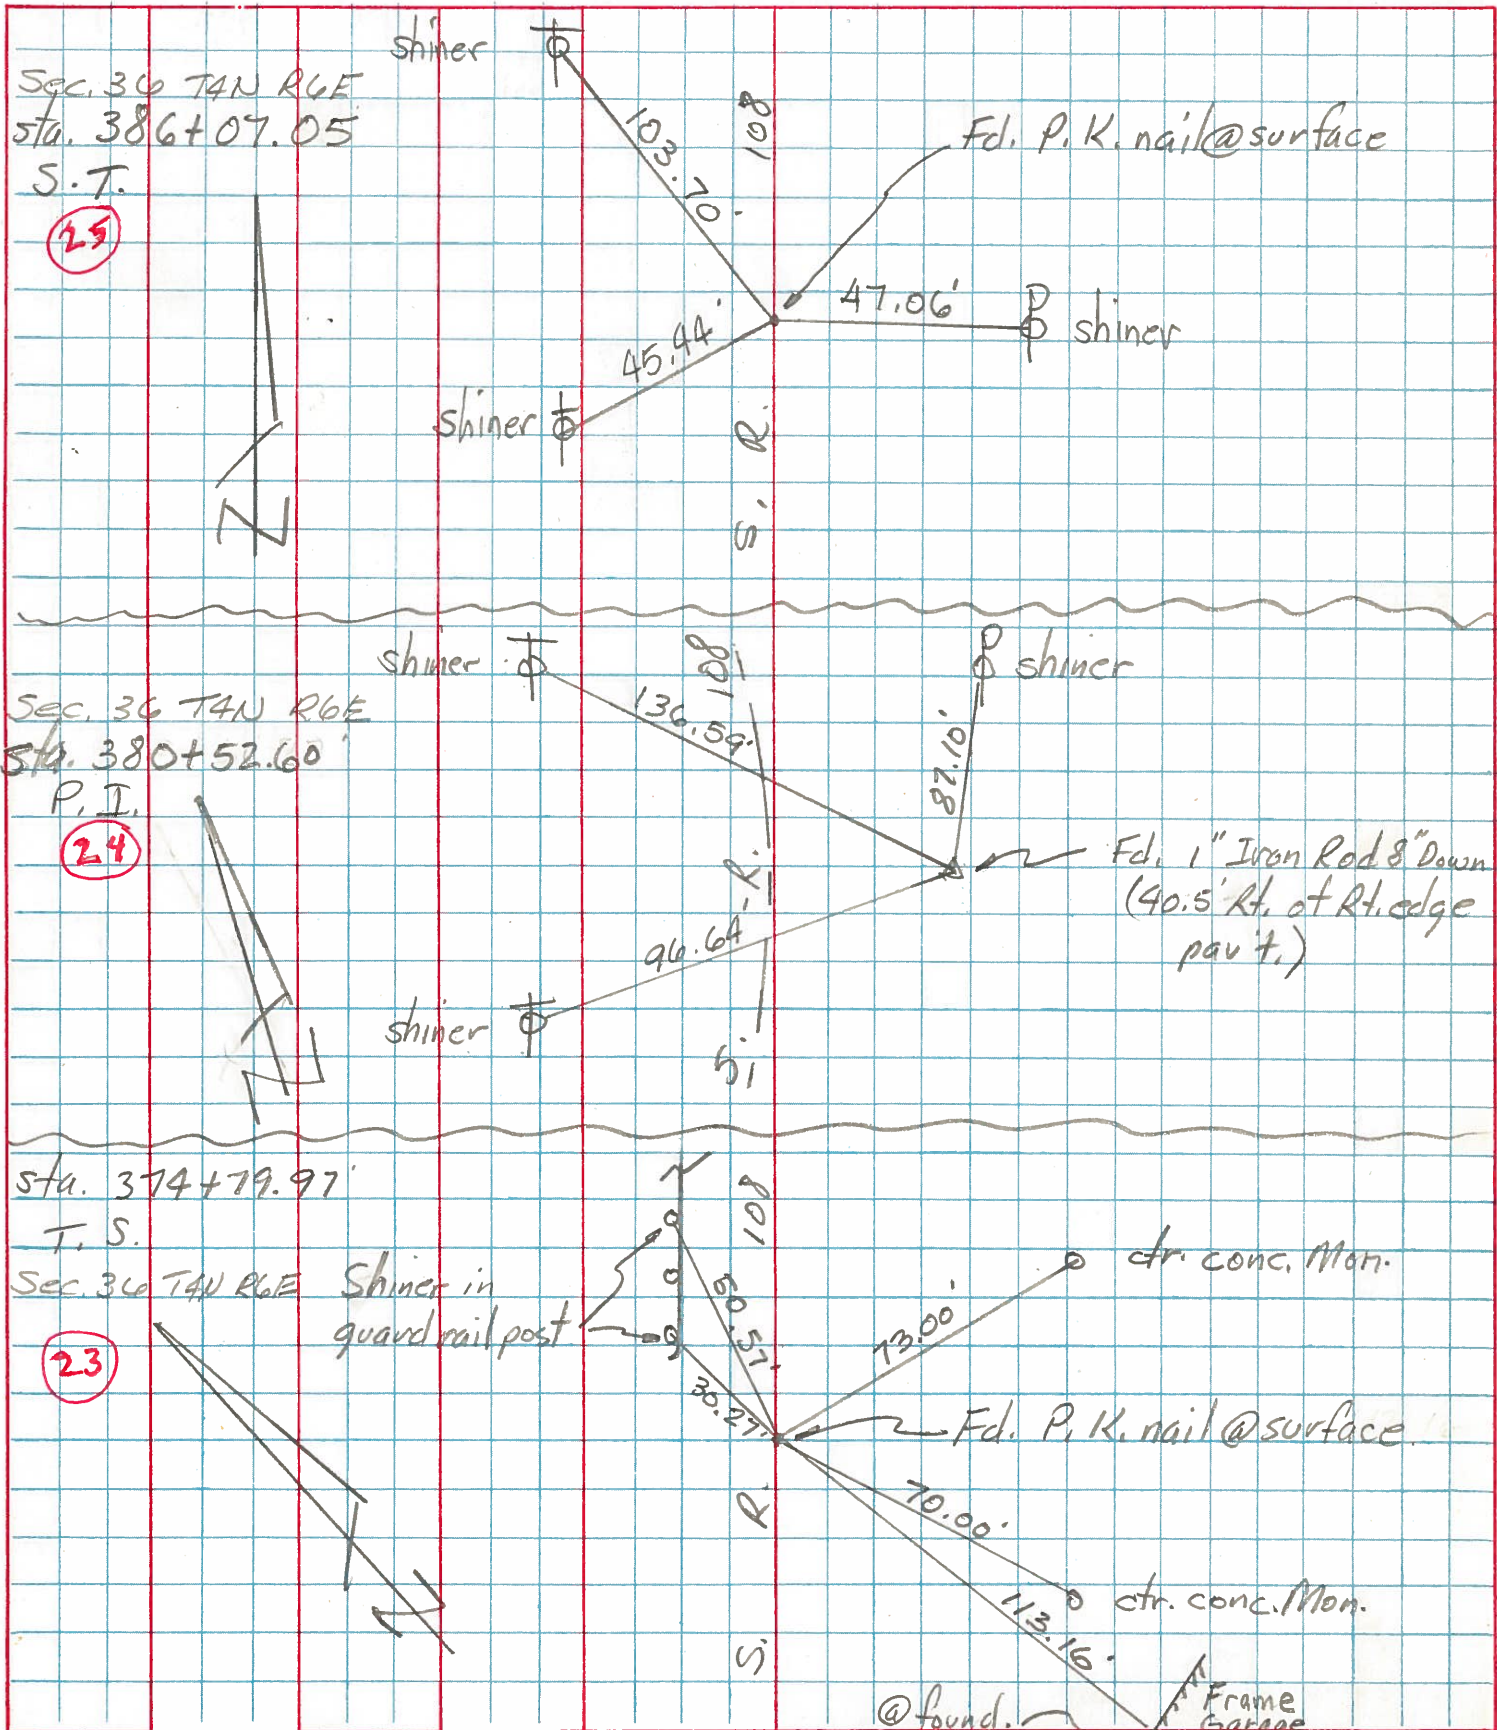 shiner
Sec. 36 T4N R6E
sta. 386+07.05
S.T.
25
103.70'
108
Fd. P.K. nail@surface
47.06'
shiner
45.44'
shiner
S. R.
N
shiner
108
shiner
Sec. 36 T4N R6E
sta. 380+52.60'
P.I.
24
136.59'
87.10'
Fd. 1" Iron Rod 8" Down
(40.5' Rt. of Rt. edge
pav't.)
96.64'
shiner
S. R.
N
sta. 374+79.97'
T.S.
Sec. 36 T4N R6E
23
Shiner in
guard rail post
108
50.57'
30.27'
73.00'
ctr. conc. Mon.
Fd. P.K. nail@surface
70.00'
ctr. conc. Mon.
113.16'
S. R.
N
@found.
Frame
Garage